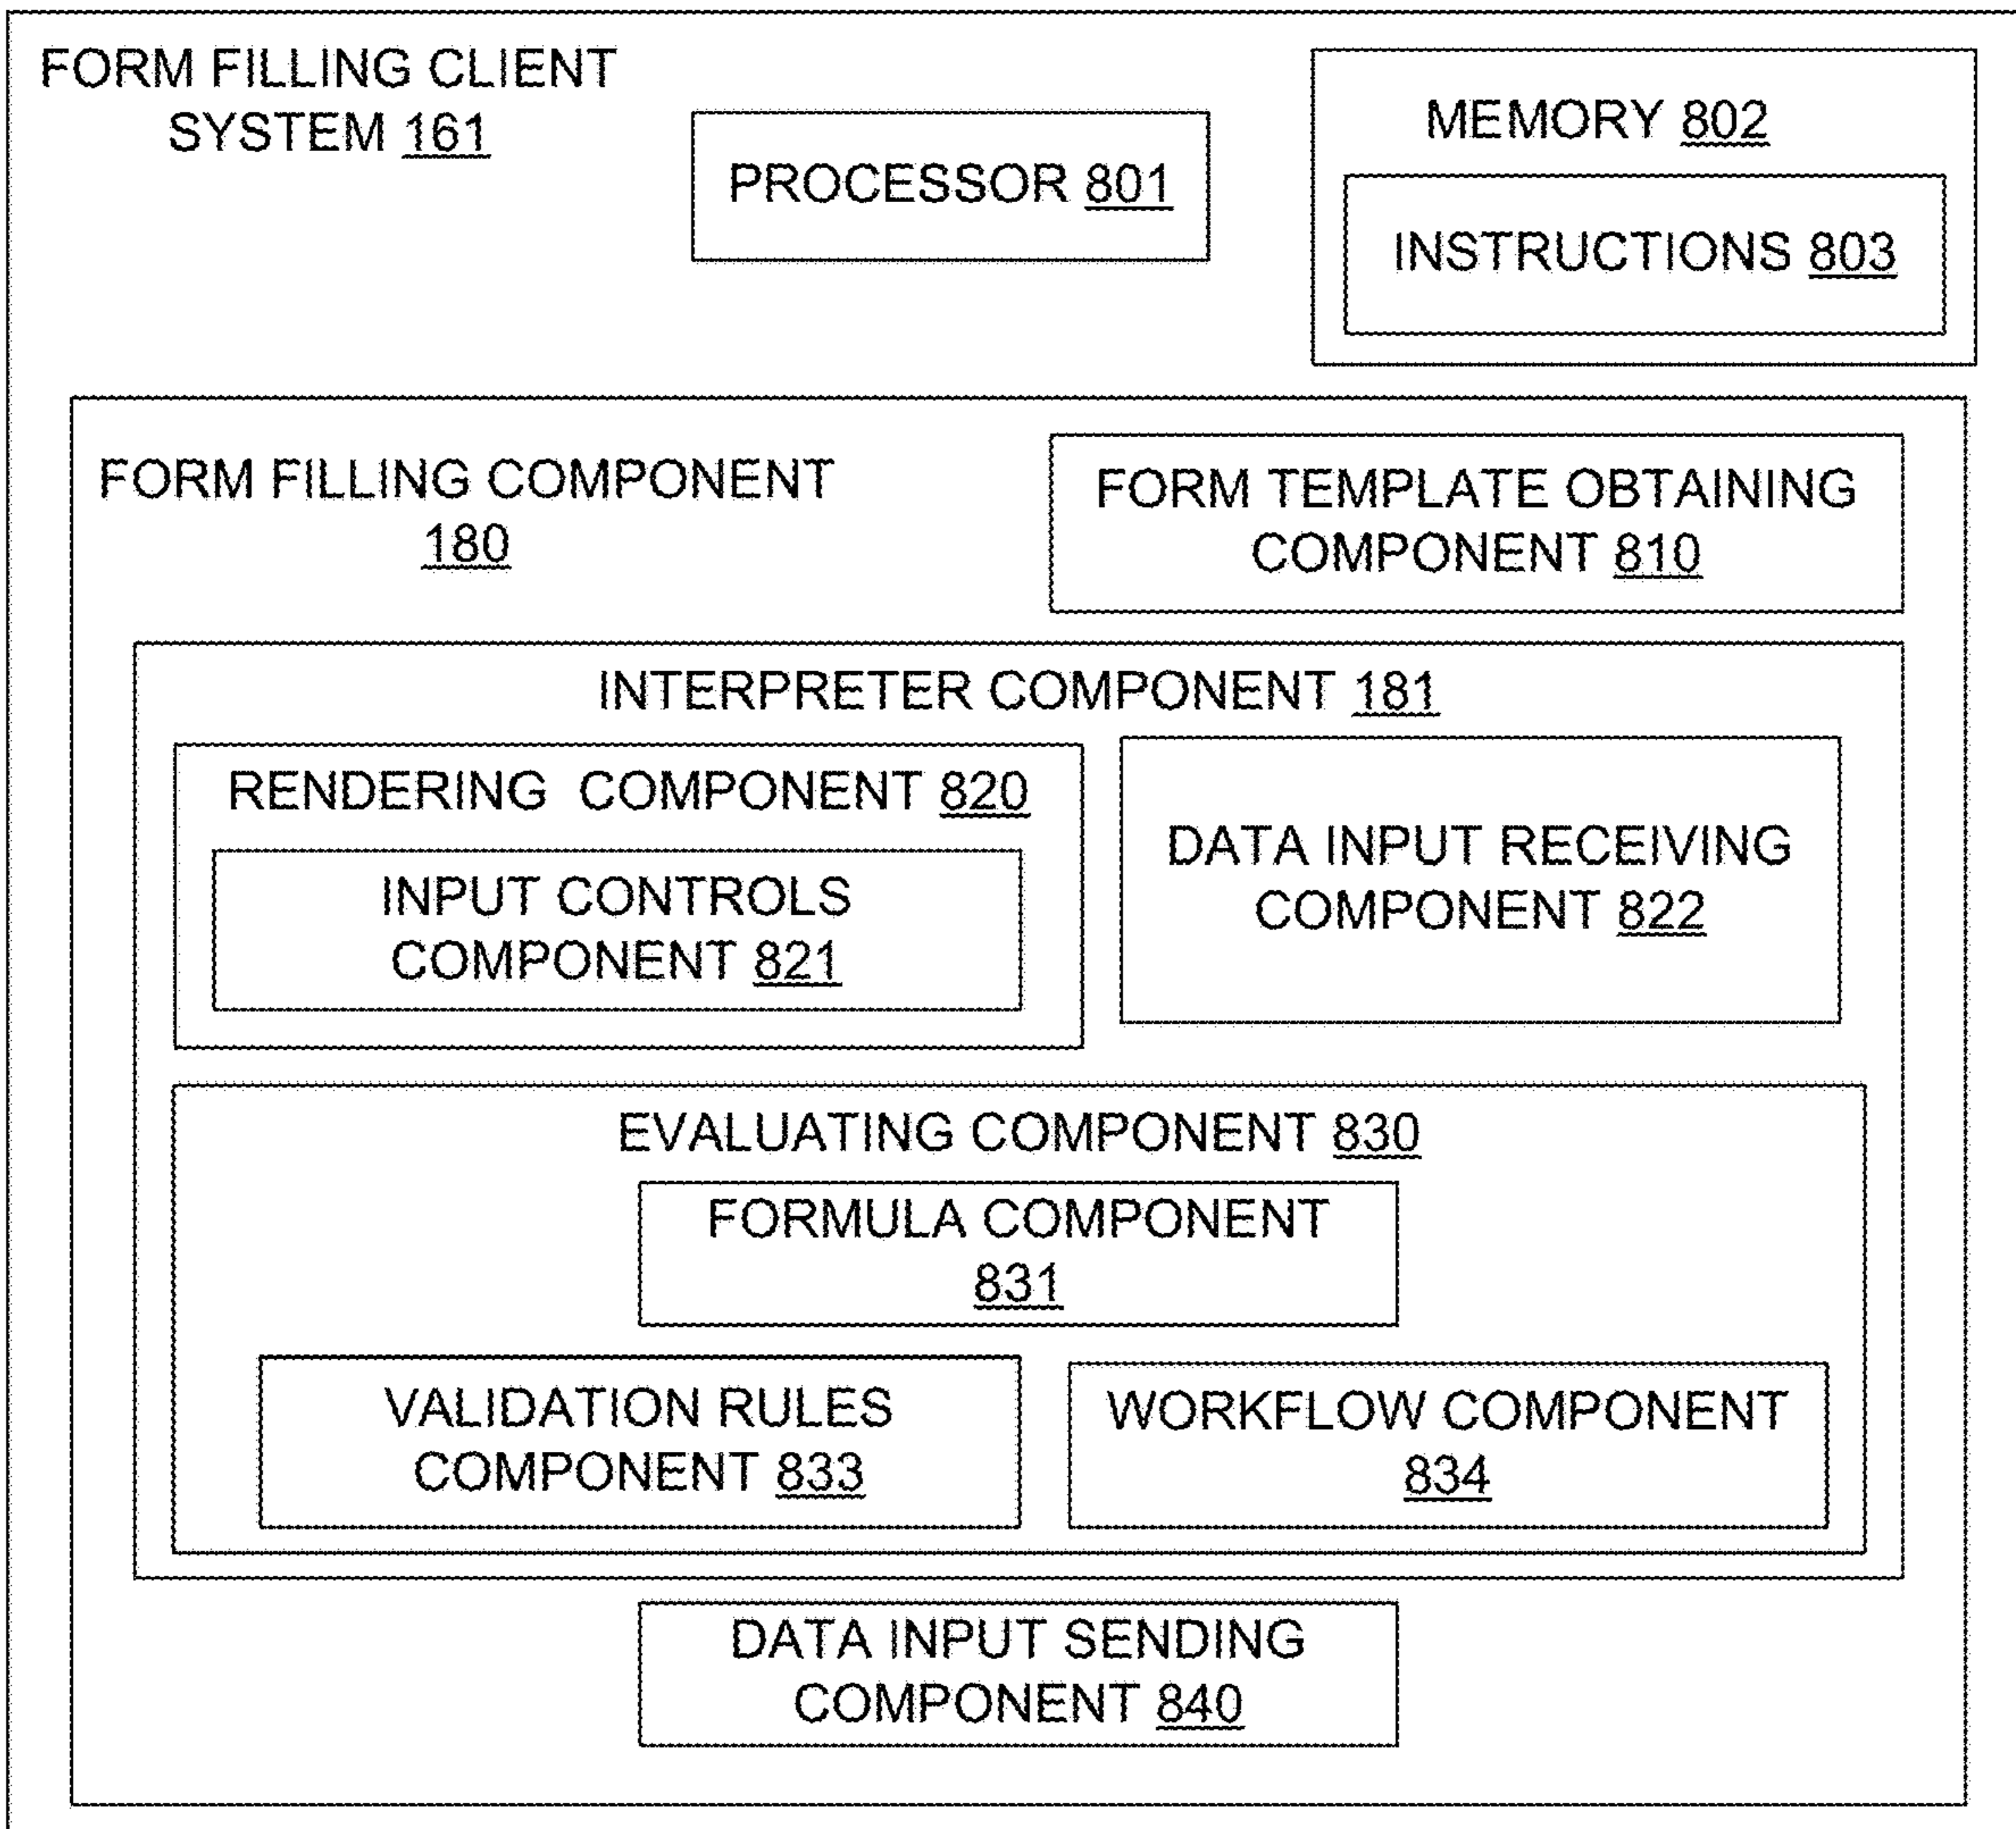 FORM FILLING CLIENT
SYSTEM 161
PROCESSOR 801
MEMORY 802
INSTRUCTIONS 803
FORM FILLING COMPONENT
180
FORM TEMPLATE OBTAINING
COMPONENT 810
INTERPRETER COMPONENT 181
RENDERING COMPONENT 820
INPUT CONTROLS
COMPONENT 821
DATA INPUT RECEIVING
COMPONENT 822
EVALUATING COMPONENT 830
FORMULA COMPONENT
831
VALIDATION RULES
COMPONENT 833
WORKFLOW COMPONENT
834
DATA INPUT SENDING
COMPONENT 840